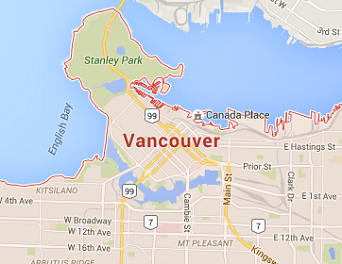 3rd St
Stanley Park
English Bay
99
Canada Place
Vancouver
E Hastings St
Prior St
KITSILANO
99
Main St
Clark Dr
W 4th Ave
E 1st Ave
W Broadway
7
Cambie St
7
W 12th Ave
E 12th Ave
MT PLEASANT
W 16th Ave
Kingsw
ARBUTUS RIDGE